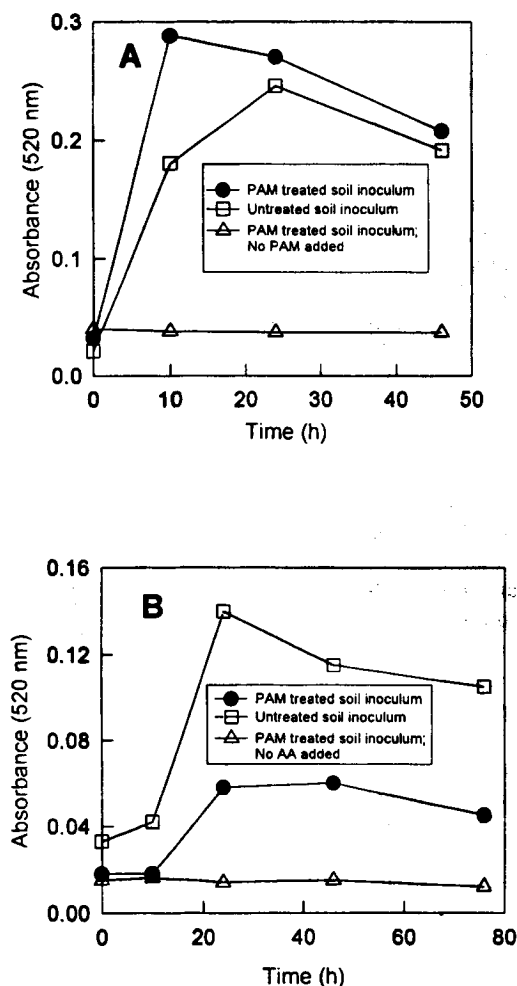 A
Absorbance (520 nm)
0.3
0.2
0.1
0.0
PAM treated soil inoculum
Untreated soil inoculum
PAM treated soil inoculum;
No PAM added
0 10 20 30 40 50
Time (h)
B
Absorbance (520 nm)
0.16
0.12
0.08
0.04
0.00
PAM treated soil inoculum
Untreated soil inoculum
PAM treated soil inoculum;
No AA added
0 20 40 60 80
Time (h)